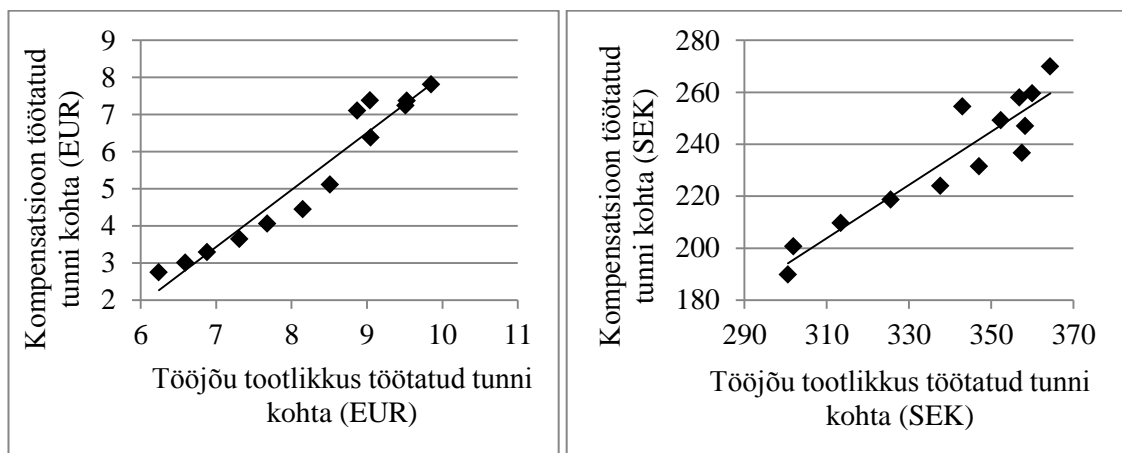 Kompensatsioon töötatud
tunni kohta (EUR)
9
8
7
6
5
4
3
2
6 7 8 9 10 11
Tööjõu tootlikkus töötatud tunni
kohta (EUR)
Kompensatsioon töötatud
tunni kohta (SEK)
280
260
240
220
200
180
290 310 330 350 370
Tööjõu tootlikkus töötatud tunni
kohta (SEK)